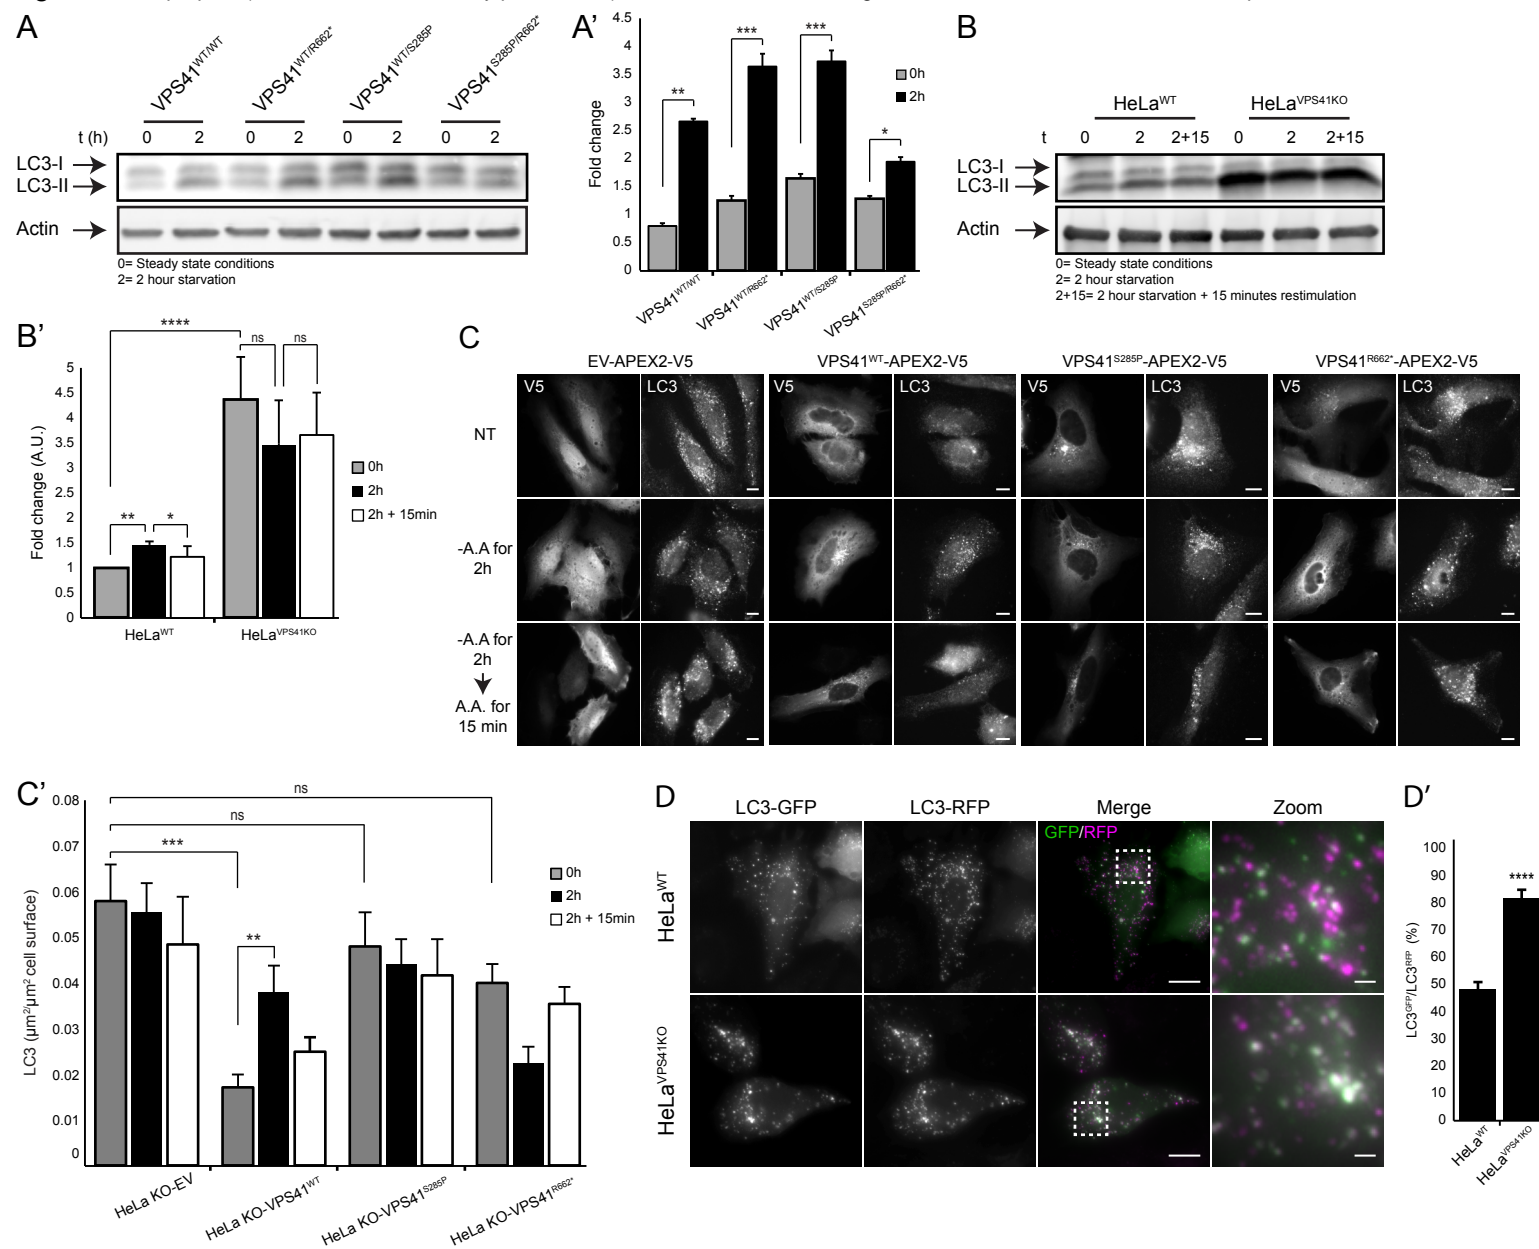 A
VPS41WT/WT
VPS41WT/R662*
VPS41WT/S285P
VPS41S285P/R662*
t (h)
0 2 0 2 0 2 0 2
LC3-I
LC3-II
Actin
0= Steady state conditions
2= 2 hour starvation
A’
Fold change
4.5
4
3.5
3
2.5
2
1.5
1
0.5
0
**
***
***
*
0h
2h
VPS41WT/WT
VPS41WT/R662*
VPS41WT/S285P
VPS41S285P/R662*
B
HeLaWT HeLaVPS41KO
t 0 2 2+15 0 2 2+15
LC3-I
LC3-II
Actin
0= Steady state conditions
2= 2 hour starvation
2+15= 2 hour starvation + 15 minutes restimulation
B’
Fold change (A.U.)
5
4.5
4
3.5
3
2.5
2
1.5
1
0.5
0
****
ns ns
** *
0h
2h
2h + 15min
HeLaWT HeLaVPS41KO
C
EV-APEX2-V5 VPS41WT-APEX2-V5 VPS41S285P-APEX2-V5 VPS41R662*-APEX2-V5
V5 LC3 V5 LC3 V5 LC3 V5 LC3
NT
-A.A for
2h
-A.A for
2h
A.A. for
15 min
C’
LC3 (µm²/µm² cell surface)
0.08
0.07
0.06
0.05
0.04
0.03
0.02
0.01
0
ns
ns
***
**
0h
2h
2h + 15min
HeLa KO-EV
HeLa KO-VPS41WT
HeLa KO-VPS41S285P
HeLa KO-VPS41R662*
D
LC3-GFP LC3-RFP Merge Zoom
GFP/RFP
HeLaWT
HeLaVPS41KO
D’
LC3GFP/LC3RFP (%)
100
90
80
70
60
50
40
30
20
10
0
****
HeLaWT
HeLaVPS41KO